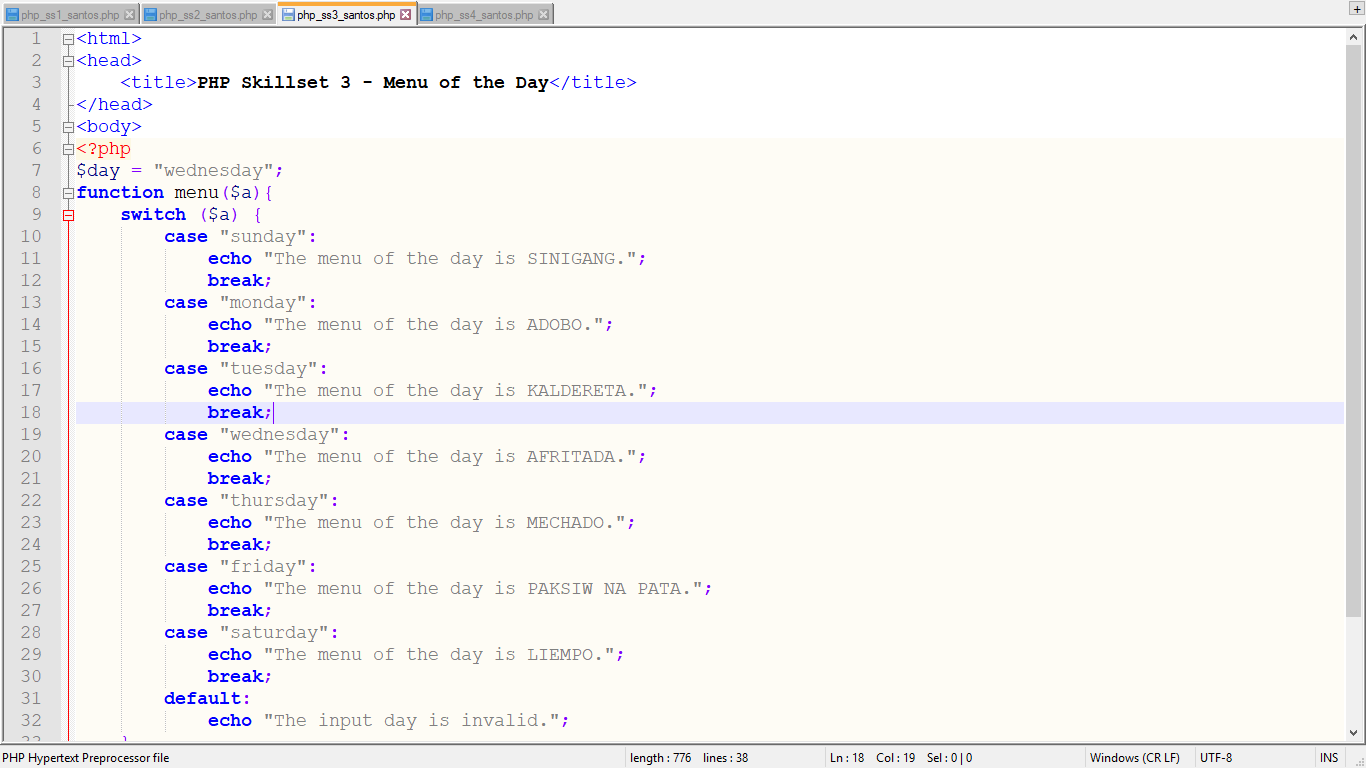 php_ss1_santos.php php_ss2_santos.php php_ss3_santos.php php_ss4_santos.php
1 <html>
2 <head>
3 <title>PHP Skillset 3 - Menu of the Day</title>
4 </head>
5 <body>
6 <?php
7 $day = "wednesday";
8 function menu($a){
9 switch ($a) {
10 case "sunday":
11 echo "The menu of the day is SINIGANG.";
12 break;
13 case "monday":
14 echo "The menu of the day is ADOBO.";
15 break;
16 case "tuesday":
17 echo "The menu of the day is KALDERETA.";
18 break;
19 case "wednesday":
20 echo "The menu of the day is AFRITADA.";
21 break;
22 case "thursday":
23 echo "The menu of the day is MECHADO.";
24 break;
25 case "friday":
26 echo "The menu of the day is PAKSIW NA PATA.";
27 break;
28 case "saturday":
29 echo "The menu of the day is LIEMPO.";
30 break;
31 default:
32 echo "The input day is invalid.";
PHP Hypertext Preprocessor file length : 776 lines : 38 Ln : 18 Col : 19 Sel : 0 | 0 Windows (CR LF) UTF-8 INS